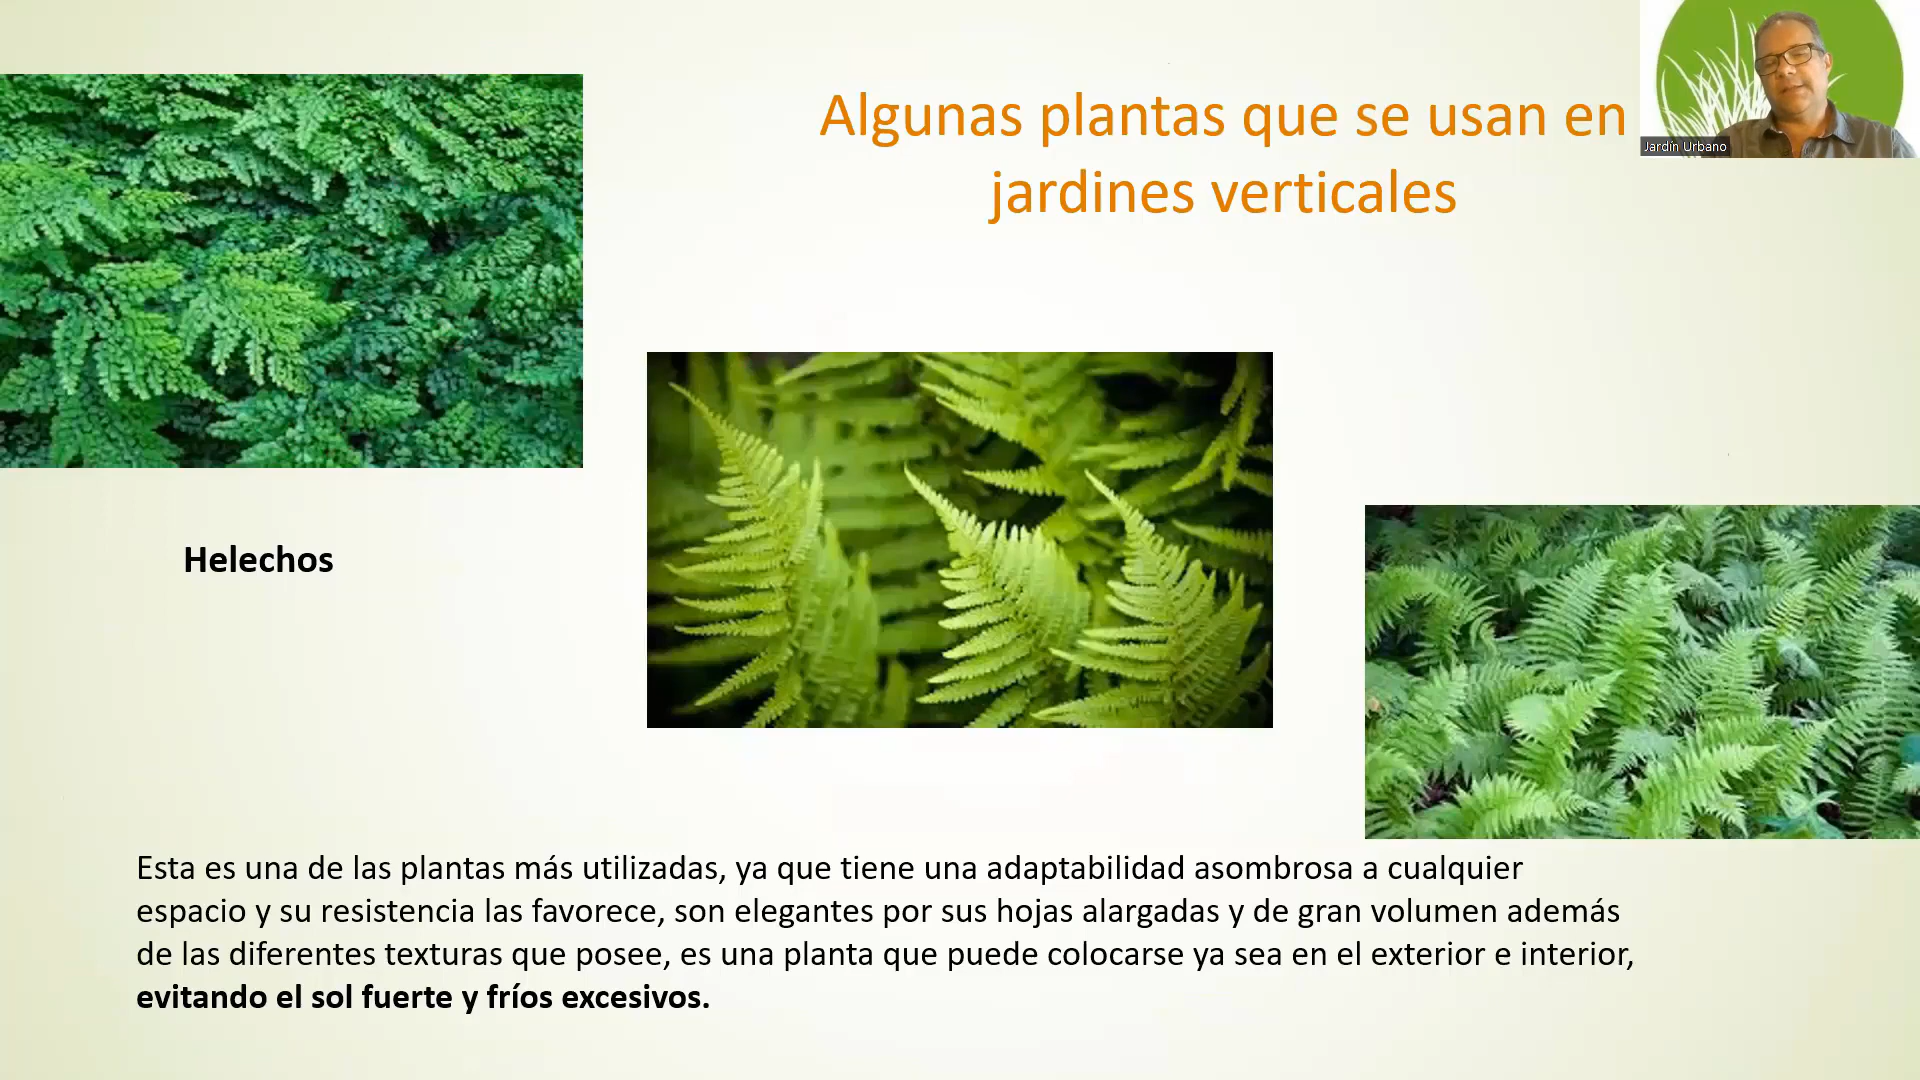 Algunas plantas que se usan en
jardines verticales
Jardín Urbano
Helechos
Esta es una de las plantas más utilizadas, ya que tiene una adaptabilidad asombrosa a cualquier
espacio y su resistencia las favorece, son elegantes por sus hojas alargadas y de gran volumen además
de las diferentes texturas que posee, es una planta que puede colocarse ya sea en el exterior e interior,
evitando el sol fuerte y fríos excesivos.